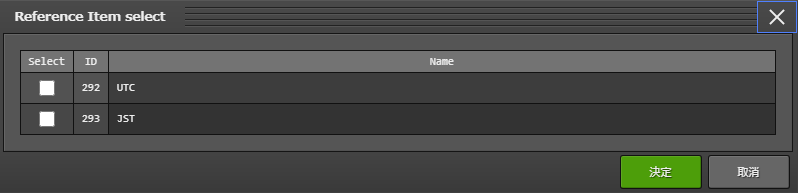 Reference Item select
Select ID Name
292 UTC
293 JST
決定 取消